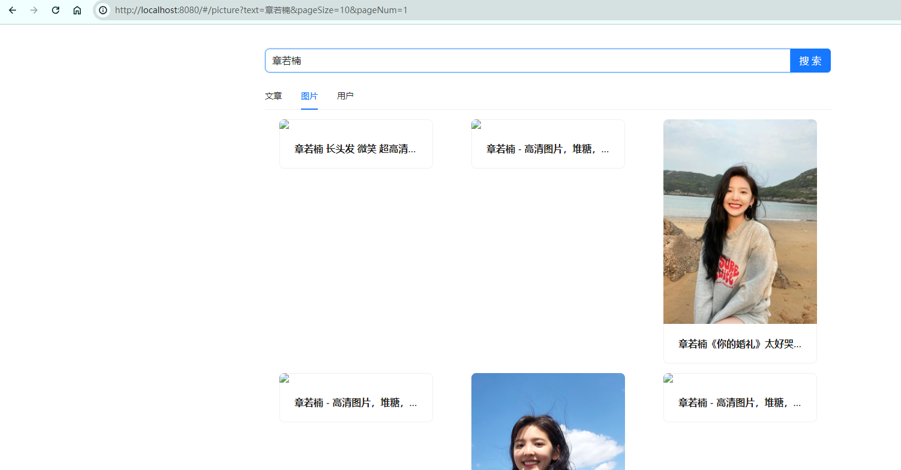 http://localhost:8080/#/picture?text=章若楠&pageSize=10&pageNum=1
章若楠
搜 索
文章 图片 用户
章若楠 长头发 微笑 超高清...
章若楠 - 高清图片，堆糖，...
章若楠《你的婚礼》太好哭...
章若楠 - 高清图片，堆糖，...
章若楠 - 高清图片，堆糖，...